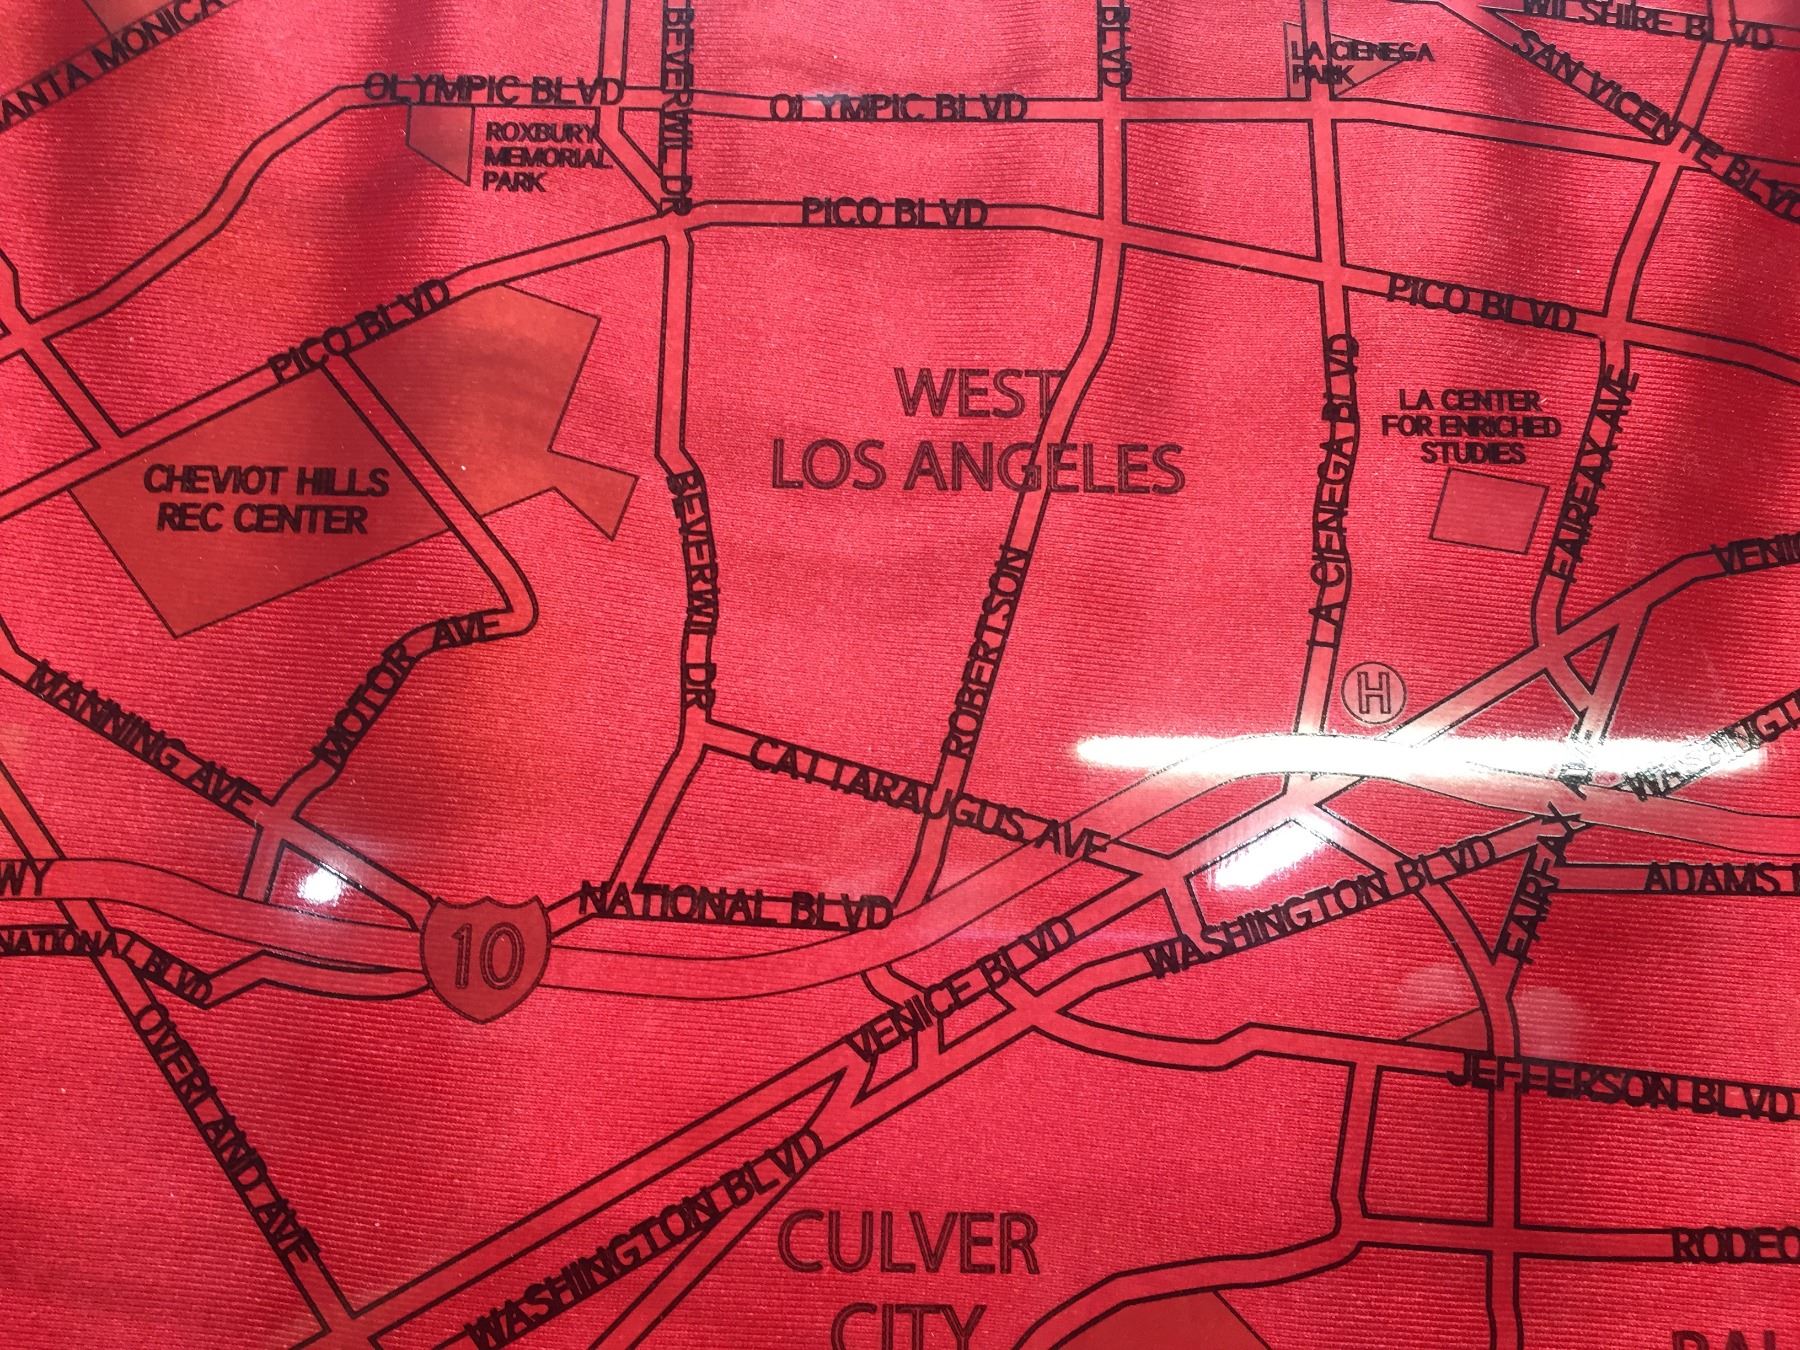 WILSHIRE BLVD
SANTA MONICA
BEVERWIL DR
BLVD
LA CIENEGA
PARK
SAN VICENTE BLVD
OLYMPIC BLVD
OLYMPIC BLVD
ROXBURY
MEMORIAL
PARK
PICO BLVD
PICO BLVD
PICO BLVD
WEST
LOS ANGELES
LA CIENEGA BLVD
LA CENTER
FOR ENRICHED
STUDIES
FAIRFAX AVE
CHEVIOT HILLS
REC CENTER
BEVERWIL DR
ROBERTSON
VENI
MOTOR AVE
MANNING AVE
H
CATTARAUGUS AVE
WASHINGT
FAIRFAX AVE
WY
10
NATIONAL BLVD
WASHINGTON BLVD
ADAMS
NATIONAL BLVD
VENICE BLVD
OVERLAND AVE
JEFFERSON BLVD
WASHINGTON BLVD
CULVER
CITY
RODEO